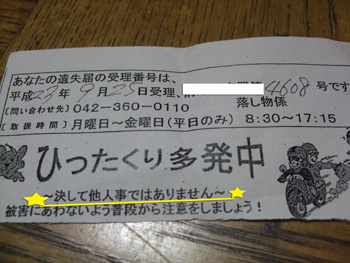 あなたの遺失届の受理番号は、
平成23年9月25日受理、
4608号です
[問い合わせ先] 042-360-0110 落し物係
[取扱時間] 月曜日～金曜日(平日のみ) 8:30～17:15
ひったくり多発中
～決して他人事ではありません～
被害にあわないよう普段から注意をしましょう！